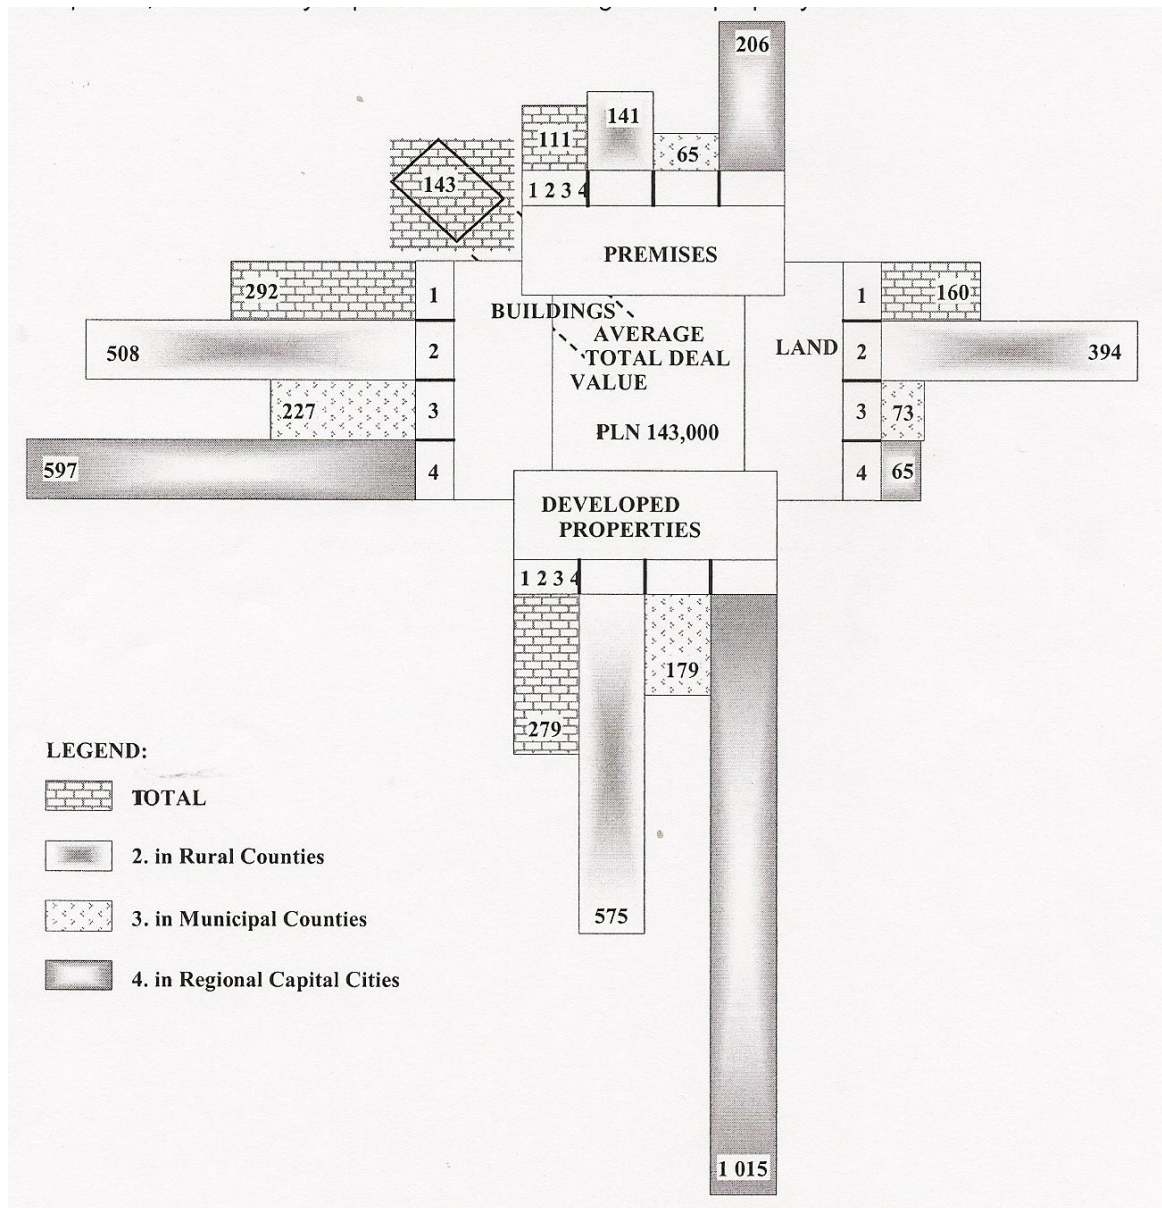 206
141
111
65
143
1 2 3 4
PREMISES
292
1
1
160
BUILDINGS
AVERAGE
508
2
TOTAL DEAL
LAND
2
394
VALUE
227
3
PLN 143,000
3
73
597
4
4
65
DEVELOPED
PROPERTIES
1 2 3 4
179
279
LEGEND:
TOTAL
2. in Rural Counties
575
3. in Municipal Counties
4. in Regional Capital Cities
1 015